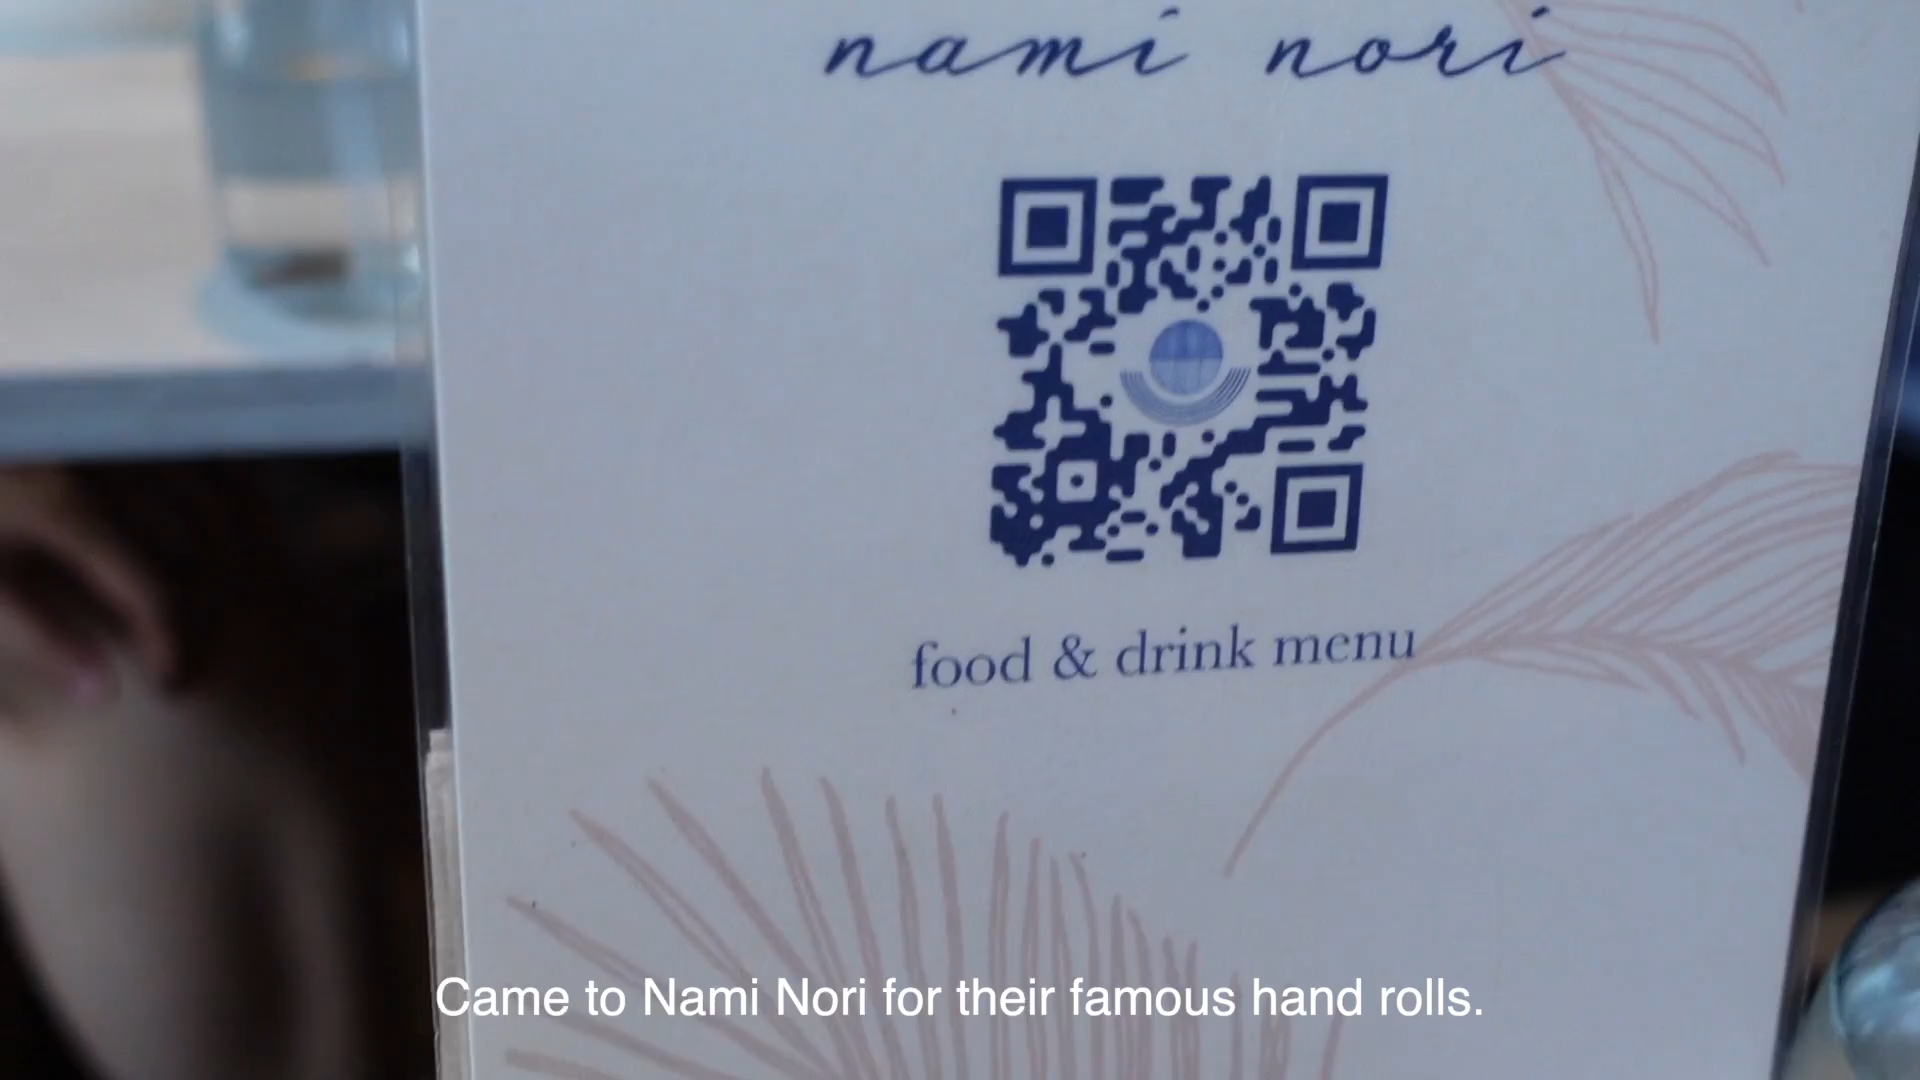 nami nori
food & drink menu
Came to Nami Nori for their famous hand rolls.